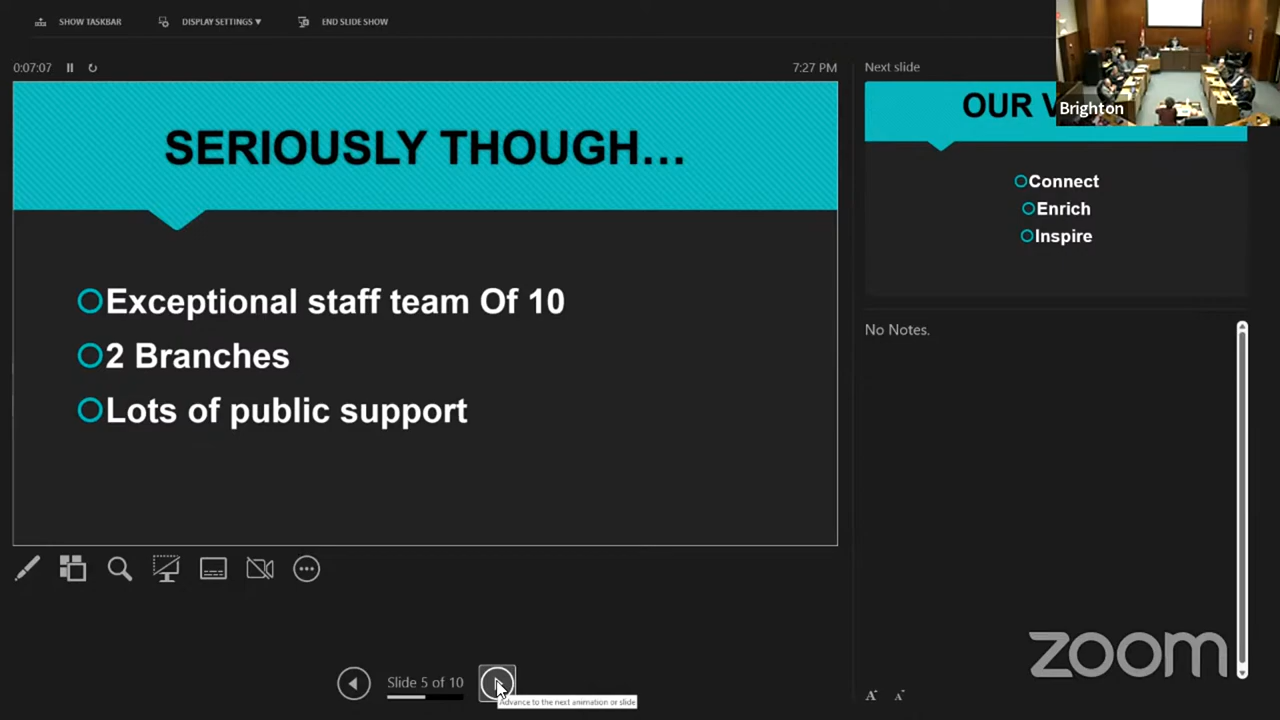 SHOW TASKBAR
DISPLAY SETTINGS ▼
END SLIDE SHOW
0:07:07
7:27 PM
Next slide
SERIOUSLY THOUGH...
Exceptional staff team Of 10
2 Branches
Lots of public support
OUR V
Brighton
Connect
Enrich
Inspire
No Notes.
Slide 5 of 10
Advance to the next animation or slide
A
A
zoom